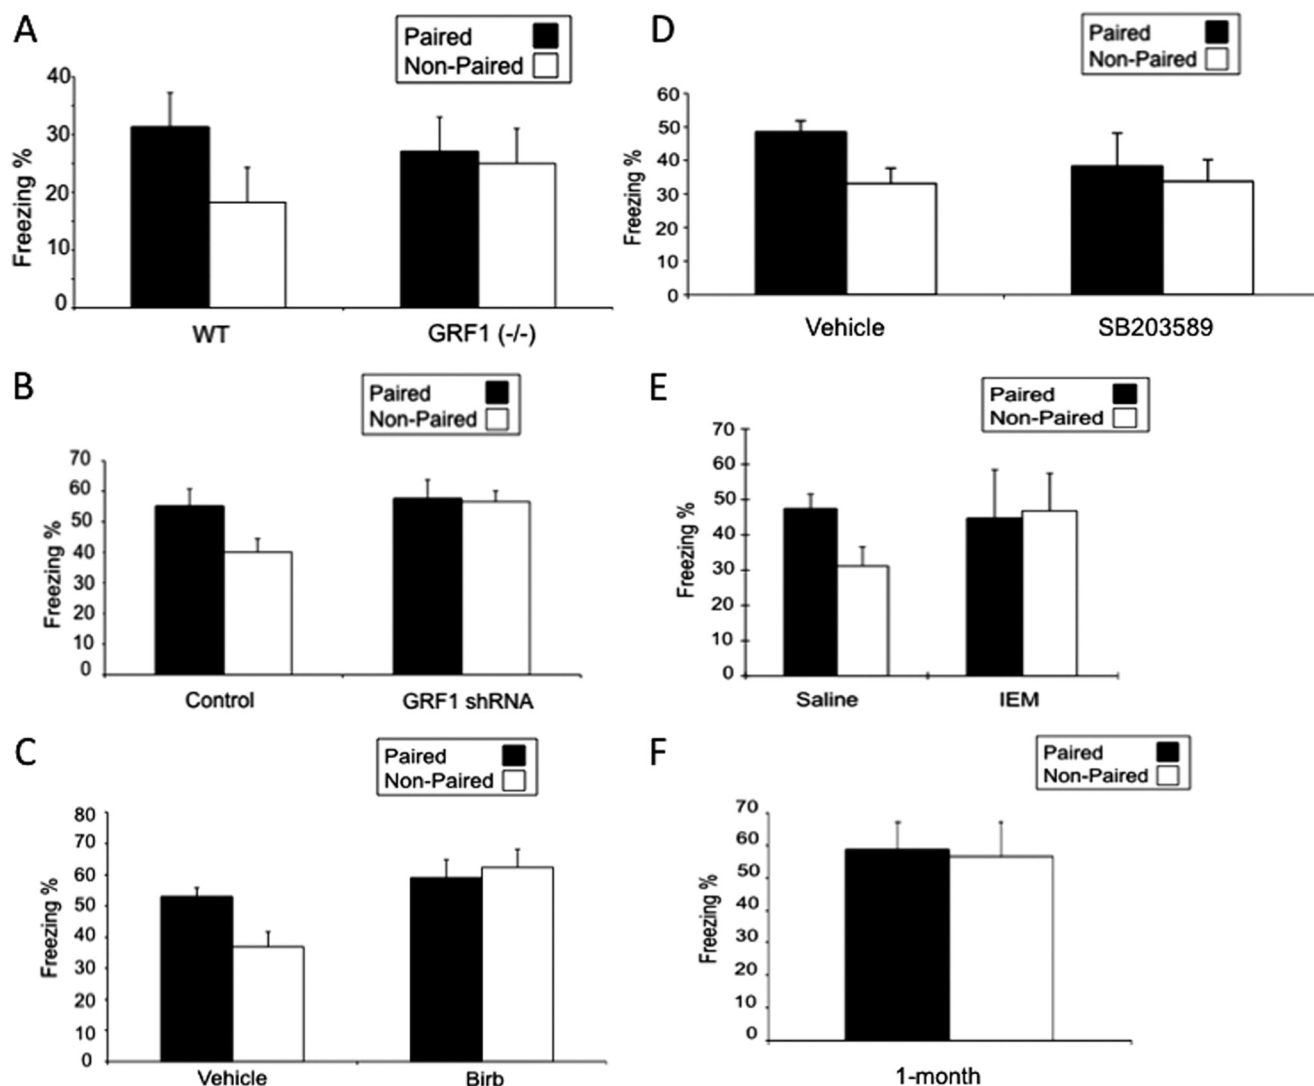 A
Paired
Non-Paired
Freezing %
40
30
20
10
0
WT
GRF1 (-/-)
D
Paired
Non-Paired
Freezing %
60
50
40
30
20
10
0
Vehicle
SB203589
B
Paired
Non-Paired
Freezing %
70
60
50
40
30
20
10
0
Control
GRF1 shRNA
E
Paired
Non-Paired
Freezing %
70
60
50
40
30
20
10
0
Saline
IEM
C
Paired
Non-Paired
Freezing %
80
70
60
50
40
30
20
10
0
Vehicle
Birb
F
Paired
Non-Paired
Freezing %
70
60
50
40
30
20
10
0
1-month